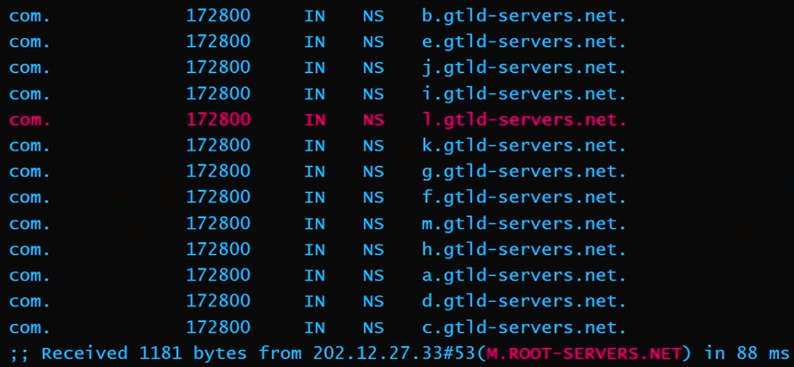 com. 172800 IN NS b.gtld-servers.net.
com. 172800 IN NS e.gtld-servers.net.
com. 172800 IN NS j.gtld-servers.net.
com. 172800 IN NS i.gtld-servers.net.
com. 172800 IN NS l.gtld-servers.net.
com. 172800 IN NS k.gtld-servers.net.
com. 172800 IN NS g.gtld-servers.net.
com. 172800 IN NS f.gtld-servers.net.
com. 172800 IN NS m.gtld-servers.net.
com. 172800 IN NS h.gtld-servers.net.
com. 172800 IN NS a.gtld-servers.net.
com. 172800 IN NS d.gtld-servers.net.
com. 172800 IN NS c.gtld-servers.net.
;; Received 1181 bytes from 202.12.27.33#53(M.ROOT-SERVERS.NET) in 88 ms